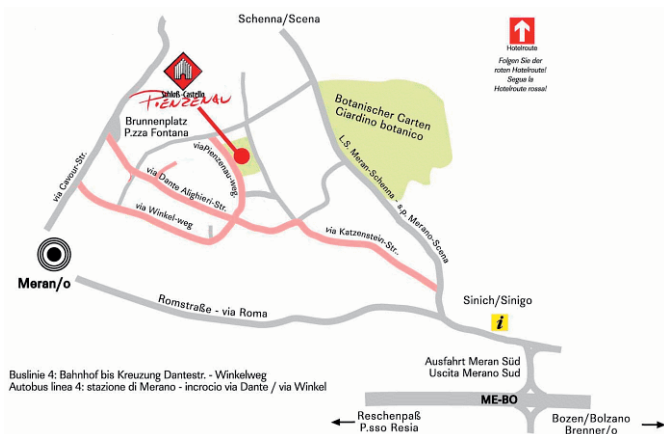 Schenna/Scena
Hotelroute
Folgen Sie der
roten Hotelroute!
Segua la
Hotelroute rossa!
Schloß-Castello
PIENZENAU
Brunnenplatz
P.zza Fontana
Botanischer Garten
Giardino botanico
via Cavour-Str.
viaPienzenau-weg.
via Dante Alighieri-Str.
via Winkel-weg
L.S. Meran-Schenna - s.p. Merano-Scena
via Katzenstein-Str..
Meran/o
Romstraße - via Roma
Sinich/Sinigo
i
Ausfahrt Meran Süd
Uscita Merano Sud
Buslinie 4: Bahnhof bis Kreuzung Dantestr. - Winkelweg
Autobus linea 4: stazione di Merano - incrocio via Dante / via Winkel
ME-BO
Reschenpaß
P.sso Resia
Bozen/Bolzano
Brenner/o